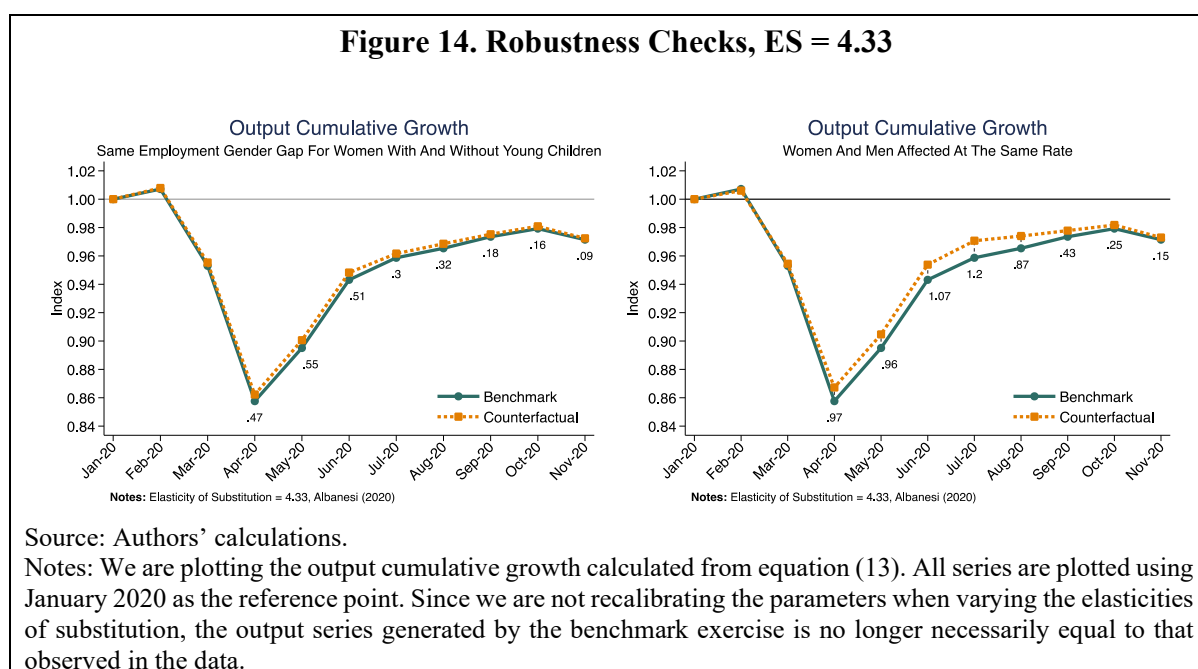 Figure 14. Robustness Checks, ES = 4.33
Output Cumulative Growth
Same Employment Gender Gap For Women With And Without Young Children
Index
1.02
1.00
0.98
0.96
0.94
0.92
0.90
0.88
0.86
0.84
.47
.55
.51
.3
.32
.18
.16
.09
Benchmark
Counterfactual
Jan-20
Feb-20
Mar-20
Apr-20
May-20
Jun-20
Jul-20
Aug-20
Sep-20
Oct-20
Nov-20
Notes: Elasticity of Substitution = 4.33, Albanesi (2020)
Output Cumulative Growth
Women And Men Affected At The Same Rate
Index
1.02
1.00
0.98
0.96
0.94
0.92
0.90
0.88
0.86
0.84
.97
.96
1.07
1.2
.87
.43
.25
.15
Benchmark
Counterfactual
Jan-20
Feb-20
Mar-20
Apr-20
May-20
Jun-20
Jul-20
Aug-20
Sep-20
Oct-20
Nov-20
Notes: Elasticity of Substitution = 4.33, Albanesi (2020)
Source: Authors’ calculations.
Notes: We are plotting the output cumulative growth calculated from equation (13). All series are plotted using
January 2020 as the reference point. Since we are not recalibrating the parameters when varying the elasticities
of substitution, the output series generated by the benchmark exercise is no longer necessarily equal to that
observed in the data.